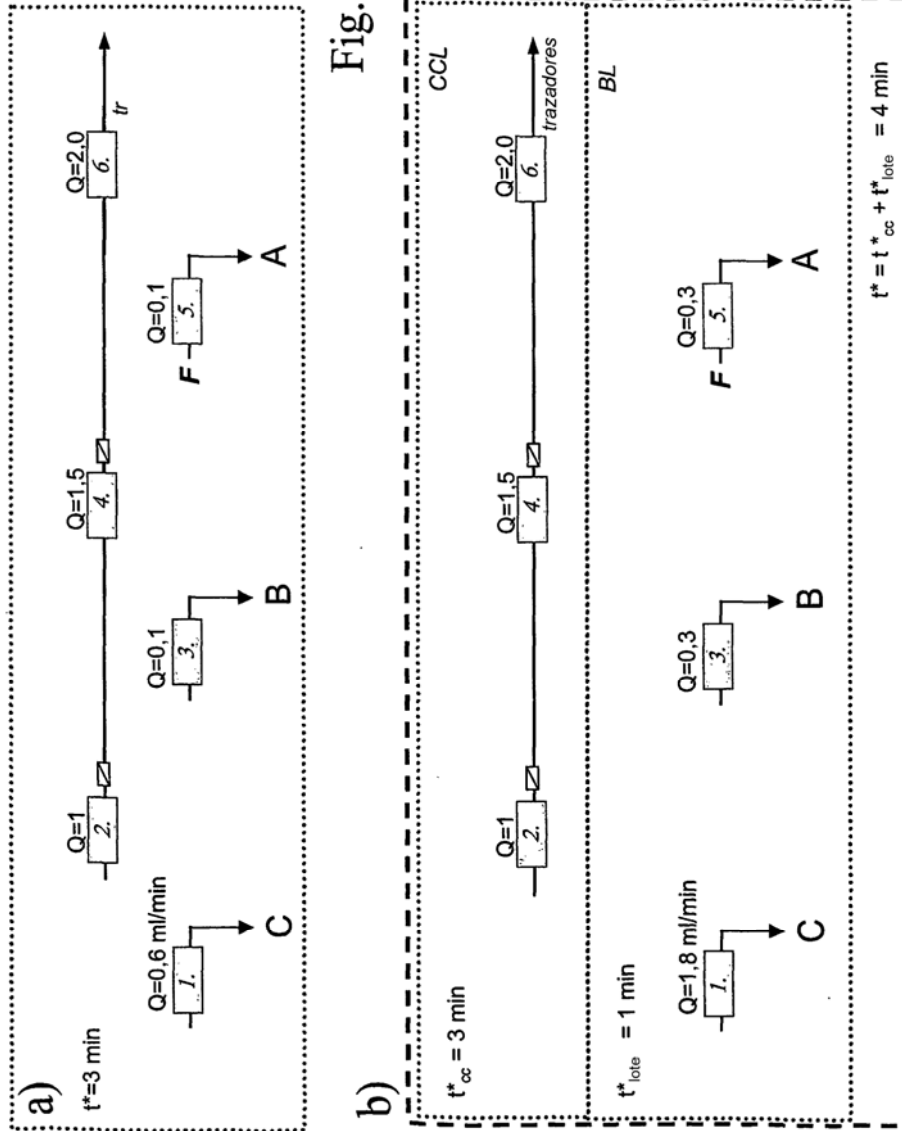 a)
t*=3 min
Q=0,6 ml/min
1.
C
Q=1
2.
Q=0,1
3.
B
Q=1,5
4.
Q=0,1
F
5.
A
Q=2,0
6.
tr
Fig.
b)
CCL
t*cc = 3 min
Q=1
2.
Q=1,5
4.
Q=2,0
6.
trazadores
BL
t*lote = 1 min
Q=1,8 ml/min
1.
C
Q=0,3
3.
B
Q=0,3
F
5.
A
t* = t*cc + t*lote = 4 min